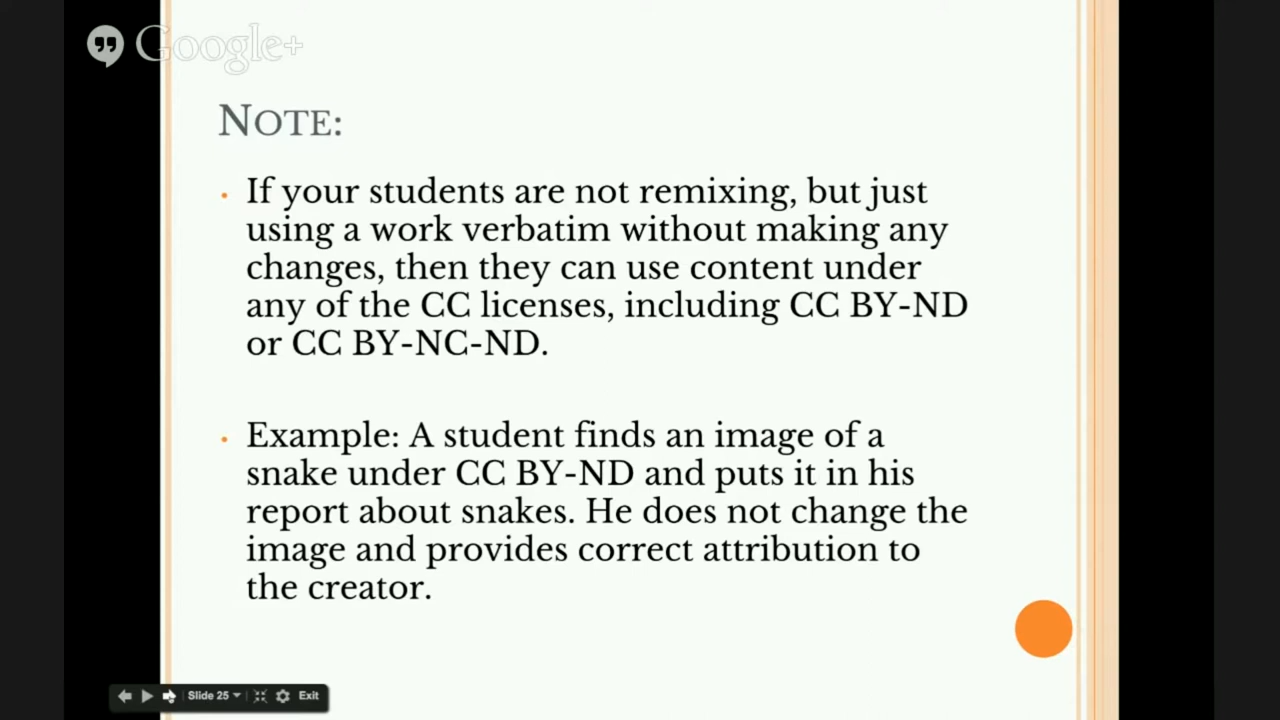 Google+
NOTE:
• If your students are not remixing, but just
using a work verbatim without making any
changes, then they can use content under
any of the CC licenses, including CC BY-ND
or CC BY-NC-ND.
• Example: A student finds an image of a
snake under CC BY-ND and puts it in his
report about snakes. He does not change the
image and provides correct attribution to
the creator.
Slide 25 Exit